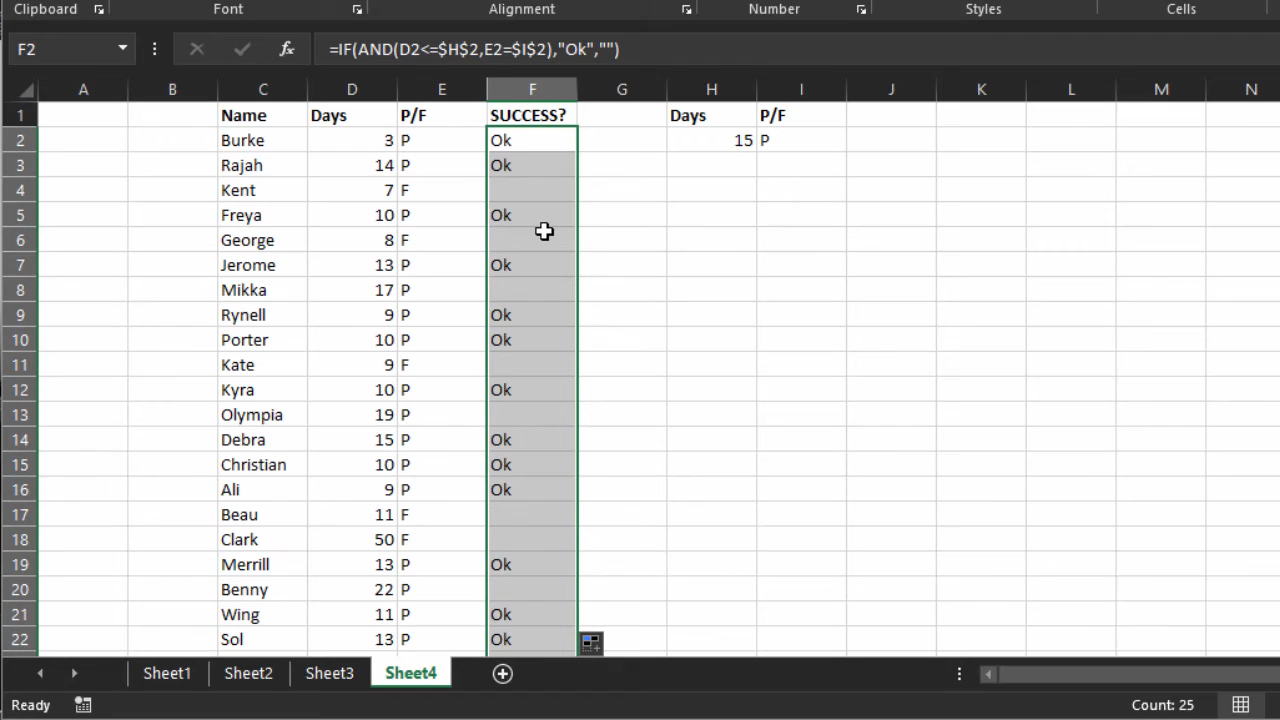 Clipboard Font Alignment Number Styles Cells
F2 fx =IF(AND(D2<=$H$2,E2=$I$2),"Ok","")
A B C D E F G H I J K L M N
1 Name Days P/F SUCCESS? Days P/F
2 Burke 3 P Ok 15 P
3 Rajah 14 P Ok
4 Kent 7 F
5 Freya 10 P Ok
6 George 8 F
7 Jerome 13 P Ok
8 Mikka 17 P
9 Rynell 9 P Ok
10 Porter 10 P Ok
11 Kate 9 F
12 Kyra 10 P Ok
13 Olympia 19 P
14 Debra 15 P Ok
15 Christian 10 P Ok
16 Ali 9 P Ok
17 Beau 11 F
18 Clark 50 F
19 Merrill 13 P Ok
20 Benny 22 P
21 Wing 11 P Ok
22 Sol 13 P Ok
Sheet1 Sheet2 Sheet3 Sheet4
Ready Count: 25